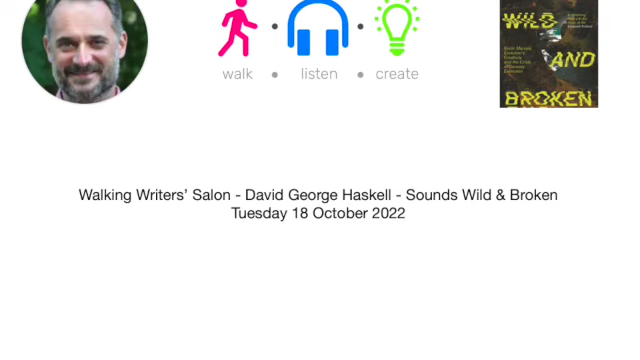 walk • listen • create
WILD
AND
BROKEN
Walking Writers’ Salon - David George Haskell - Sounds Wild & Broken
Tuesday 18 October 2022